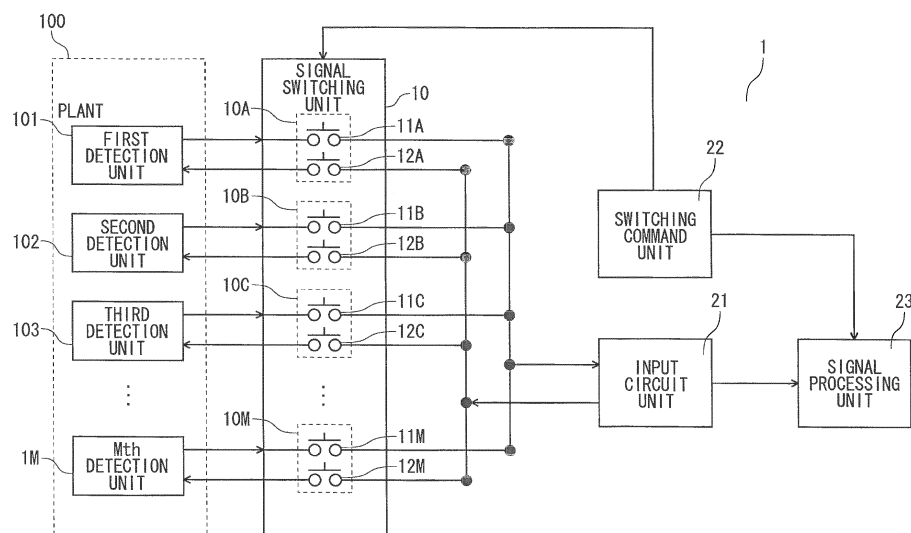 100
PLANT
101
FIRST
DETECTION
UNIT
102
SECOND
DETECTION
UNIT
103
THIRD
DETECTION
UNIT
⋮
1M
Mth
DETECTION
UNIT
SIGNAL
SWITCHING
UNIT
10
10A
11A
12A
10B
11B
12B
10C
11C
12C
⋮
10M
11M
12M
1
22
SWITCHING
COMMAND
UNIT
21
INPUT
CIRCUIT
UNIT
23
SIGNAL
PROCESSING
UNIT